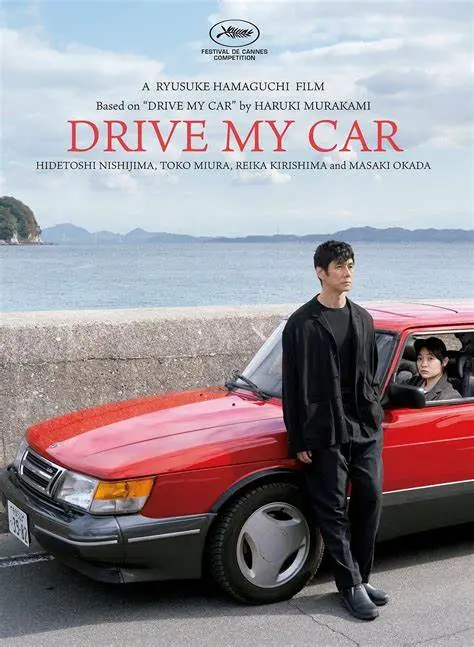 FESTIVAL DE CANNES
COMPETITION
A RYUSUKE HAMAGUCHI FILM
Based on “DRIVE MY CAR” by HARUKI MURAKAMI
DRIVE MY CAR
HIDETOSHI NISHIJIMA, TOKO MIURA, REIKA KIRISHIMA and MASAKI OKADA